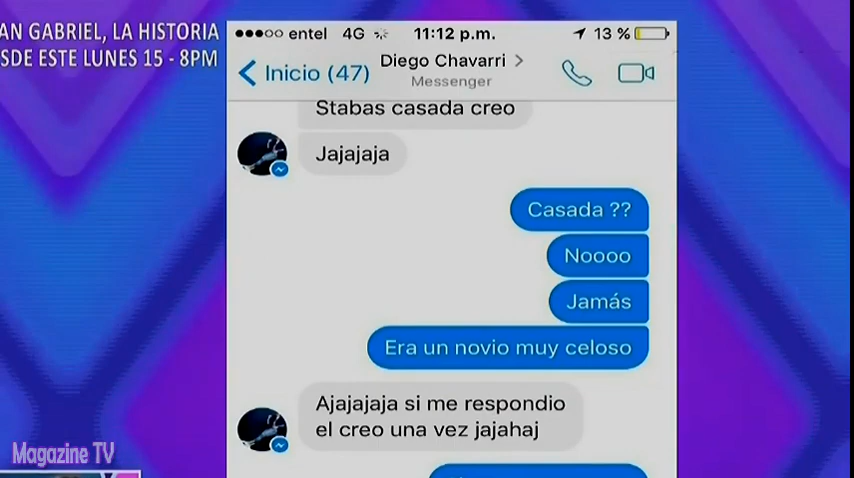 AN GABRIEL, LA HISTORIA
SDE ESTE LUNES 15 - 8PM
entel 4G 11:12 p.m. 13 %
Inicio (47) Diego Chavarri
Messenger
Stabas casada creo
Jajajaja
Casada ??
Noooo
Jamás
Era un novio muy celoso
Ajajajaja si me respondio
el creo una vez jajahaj
Magazine TV